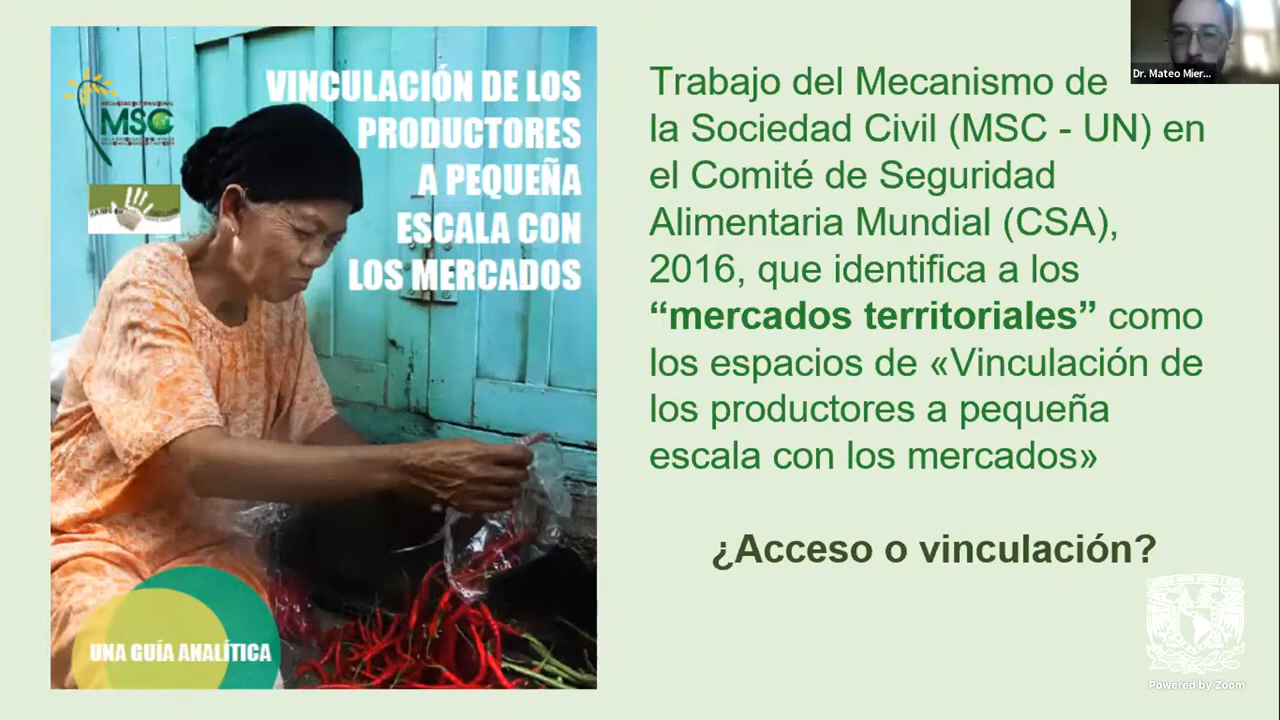 VINCULACIÓN DE LOS
PRODUCTORES
A PEQUEÑA
ESCALA CON
LOS MERCADOS
MSC
UNA GUÍA ANALÍTICA
Trabajo del Mecanismo de
la Sociedad Civil (MSC - UN) en
el Comité de Seguridad
Alimentaria Mundial (CSA),
2016, que identifica a los
“mercados territoriales” como
los espacios de «Vinculación de
los productores a pequeña
escala con los mercados»
¿Acceso o vinculación?
Dr. Mateo Mier...
Powered by Zoom